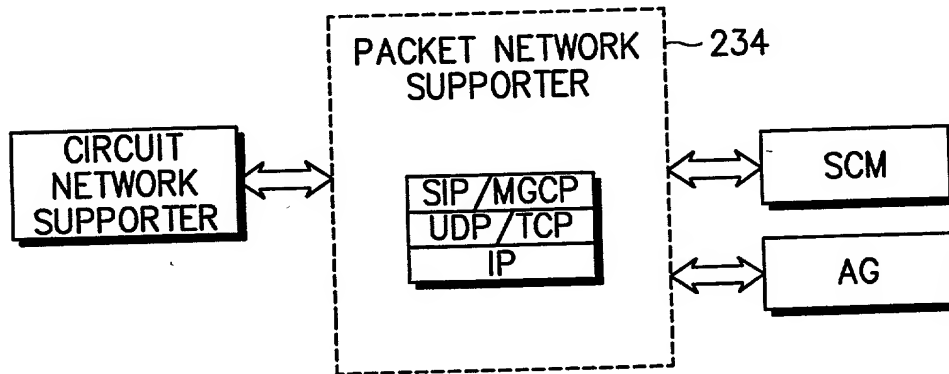 PACKET NETWORK
SUPPORTER
234
CIRCUIT
NETWORK
SUPPORTER
SIP/MGCP
UDP/TCP
IP
SCM
AG